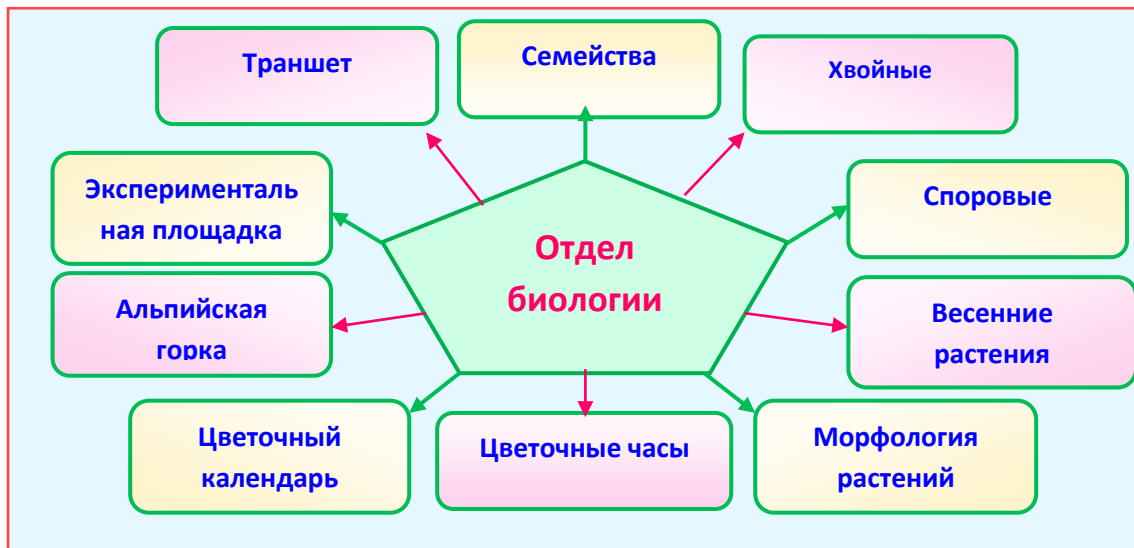 Траншет
Семейства
Хвойные
Эксперименталь
ная площадка
Споровые
Отдел
биологии
Альпийская
горка
Весенние
растения
Цветочный
календарь
Цветочные часы
Морфология
растений